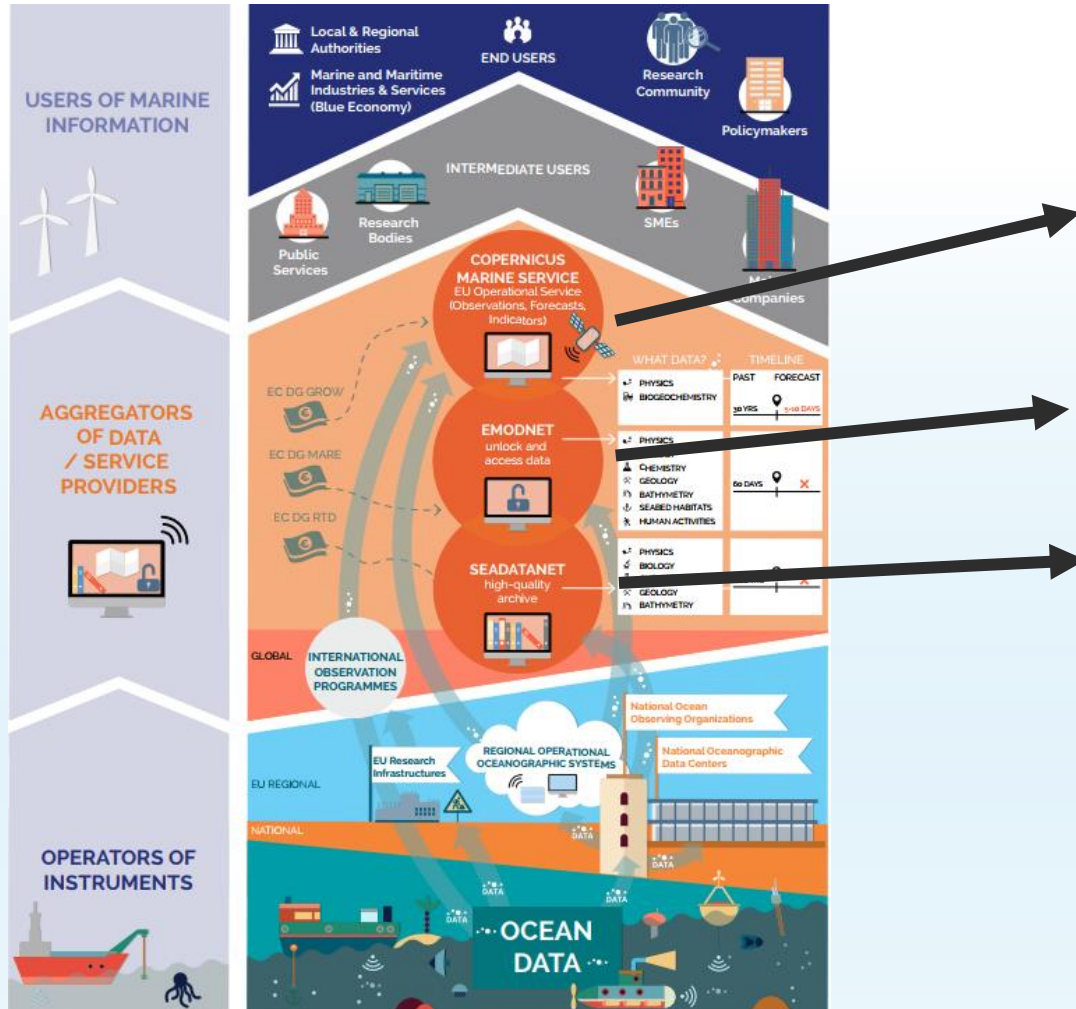 USERS OF MARINE
INFORMATION
AGGREGATORS
OF DATA
/ SERVICE
PROVIDERS
OPERATORS OF
INSTRUMENTS
Local & Regional
Authorities
Marine and Maritime
Industries & Services
(Blue Economy)
END USERS
Research
Community
Policymakers
INTERMEDIATE USERS
Public
Services
Research
Bodies
SMEs
Companies
COPERNICUS
MARINE SERVICE
EU Operational Service
(Observations, Forecasts,
Indicators)
EC DG GROW
EC DG MARE
EC DG RTD
EMODNET
unlock and
access data
SEADATANET
high-quality
archive
WHAT DATA?
TIMELINE
PHYSICS
BIOGEOCHEMISTRY
PAST FORECAST
30 YRS 5-10 DAYS
PHYSICS
CHEMISTRY
GEOLOGY
BATHYMETRY
SEABED HABITATS
HUMAN ACTIVITIES
60 DAYS
PHYSICS
BIOLOGY
GEOLOGY
BATHYMETRY
GLOBAL
INTERNATIONAL
OBSERVATION
PROGRAMMES
EU REGIONAL
EU Research
Infrastructures
REGIONAL OPERATIONAL
OCEANOGRAPHIC SYSTEMS
National Ocean
Observing Organizations
National Oceanographic
Data Centers
NATIONAL
DATA
DATA
DATA
DATA
DATA
OCEAN
DATA